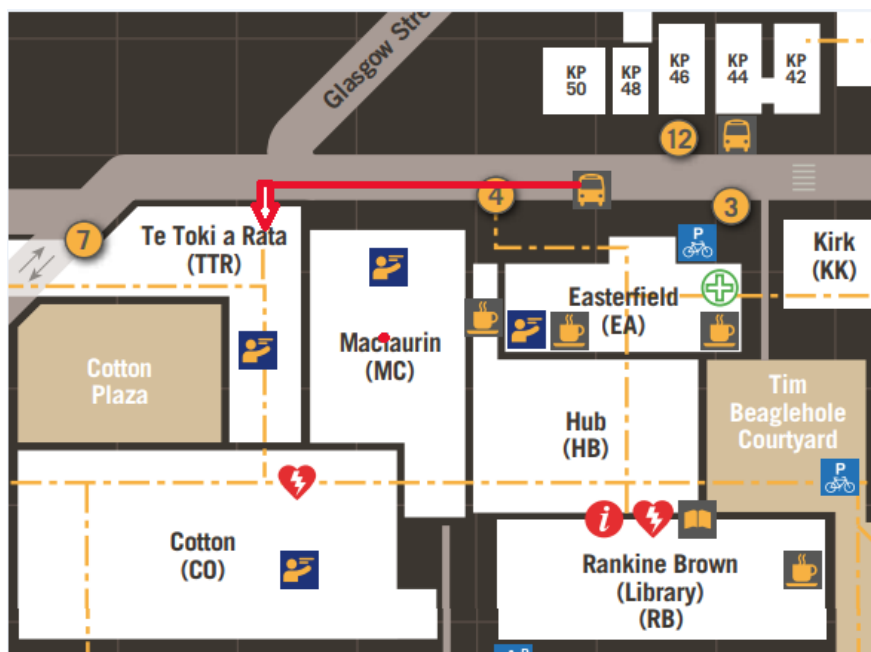 Glasgow Stre
KP
50
KP
48
KP
46
KP
44
KP
42
12
4
3
7
P
Te Toki a Rata
(TTR)
Kirk
(KK)
Easterfield
(EA)
Maclaurin
(MC)
Cotton
Plaza
Tim
Beaglehole
Courtyard
Hub
(HB)
P
i
Cotton
(CO)
Rankine Brown
(Library)
(RB)